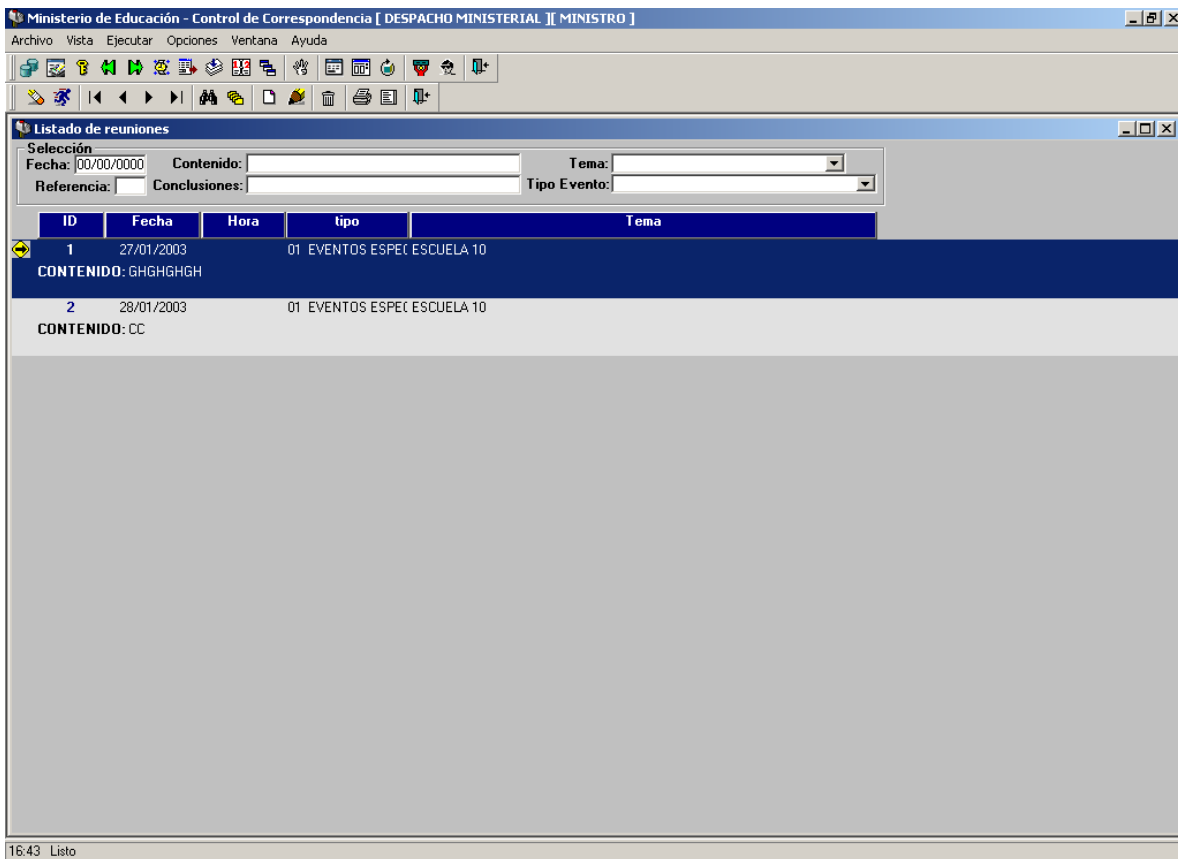 Ministerio de Educación - Control de Correspondencia [ DESPACHO MINISTERIAL ][ MINISTRO ]
Archivo Vista Ejecutar Opciones Ventana Ayuda
Listado de reuniones
Selección
Fecha: 00/00/0000 Contenido: Tema:
Referencia: Conclusiones: Tipo Evento:
ID Fecha Hora tipo Tema
1 27/01/2003 01 EVENTOS ESPEC ESCUELA 10
CONTENIDO: GHGHGHGH
2 28/01/2003 01 EVENTOS ESPEC ESCUELA 10
CONTENIDO: CC
16:43 Listo